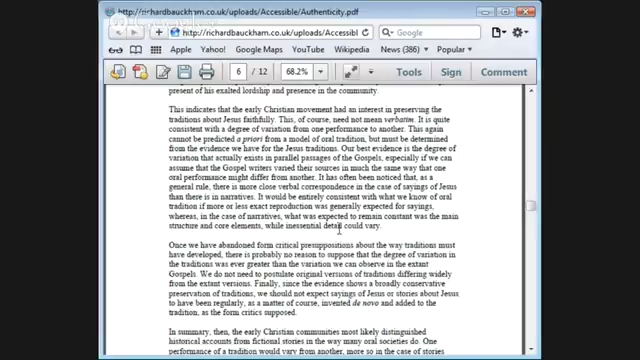 http://richardbauckham.co.uk/uploads/Accessible/Authenticity.pdf
http://richardbauckham.co.uk/uploads/Accessibl
Google
Apple Yahoo! Google Maps YouTube Wikipedia News (386) Popular
6 / 12 68.2% Tools Sign Comment
present of his exalted lordship and presence in the community.
This indicates that the early Christian movement had an interest in preserving the
traditions about Jesus faithfully. This, of course, need not mean verbatim. It is quite
consistent with a degree of variation from one performance to another. This again
cannot be predicted a priori from a model of oral tradition, but must be determined
from the evidence we have for the Jesus traditions. Our best evidence is the degree of
variation that actually exists in parallel passages of the Gospels, especially if we can
assume that the Gospel writers varied their sources in much the same way that one
oral performance might differ from another. It has often been noticed that, as a
general rule, there is more close verbal correspondence in the case of sayings of Jesus
than there is in narratives. It would be entirely consistent with what we know of oral
tradition if more or less exact reproduction was generally expected for sayings,
whereas, in the case of narratives, what was expected to remain constant was the main
structure and core elements, while inessential detail could vary.
Once we have abandoned form critical presuppositions about the way traditions must
have developed, there is probably no reason to suppose that the degree of variation in
the traditions was ever greater than the variation we can observe in the extant
Gospels. We do not need to postulate original versions of traditions differing widely
from the extant versions. Finally, since the evidence shows a broadly conservative
preservation of traditions, we should not expect sayings of Jesus or stories about Jesus
to have been regularly, as a matter of course, invented de novo and added to the
tradition, as the form critics supposed.
In summary, then, the early Christian communities most likely distinguished
historical accounts from fictional stories in the way many oral societies do. One
performance of a tradition would vary from another, more so in the case of stories